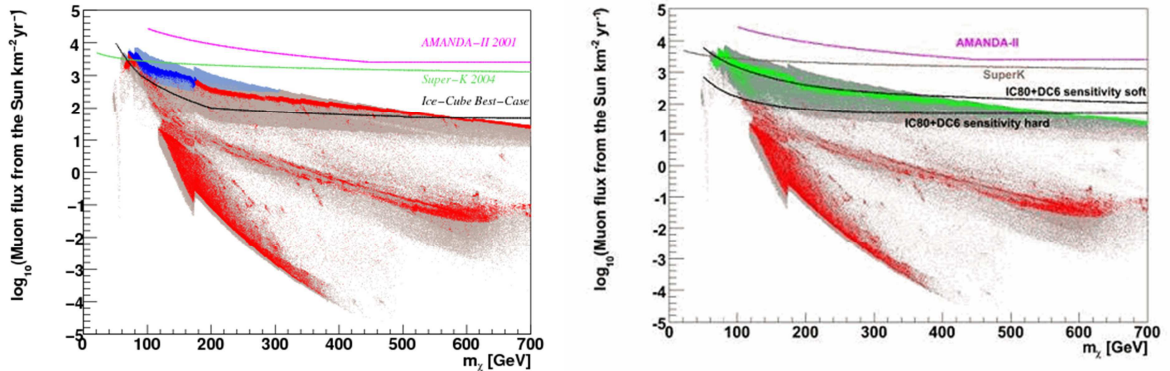 log₁₀(Muon flux from the Sun km⁻² yr⁻)
5
4
3
2
1
0
−1
−2
−3
−4
−5
AMANDA−II 2001
Super−K 2004
Ice−Cube Best−Case
100 200 300 400 500 600 700
mᵪ [GeV]
log₁₀(Muon flux from the Sun km⁻² yr⁻¹)
5
4
3
2
1
0
-1
-2
-3
-4
-5
AMANDA-II
SuperK
IC80+DC6 sensitivity soft
IC80+DC6 sensitivity hard
0 100 200 300 400 500 600 700
mᵪ [GeV]